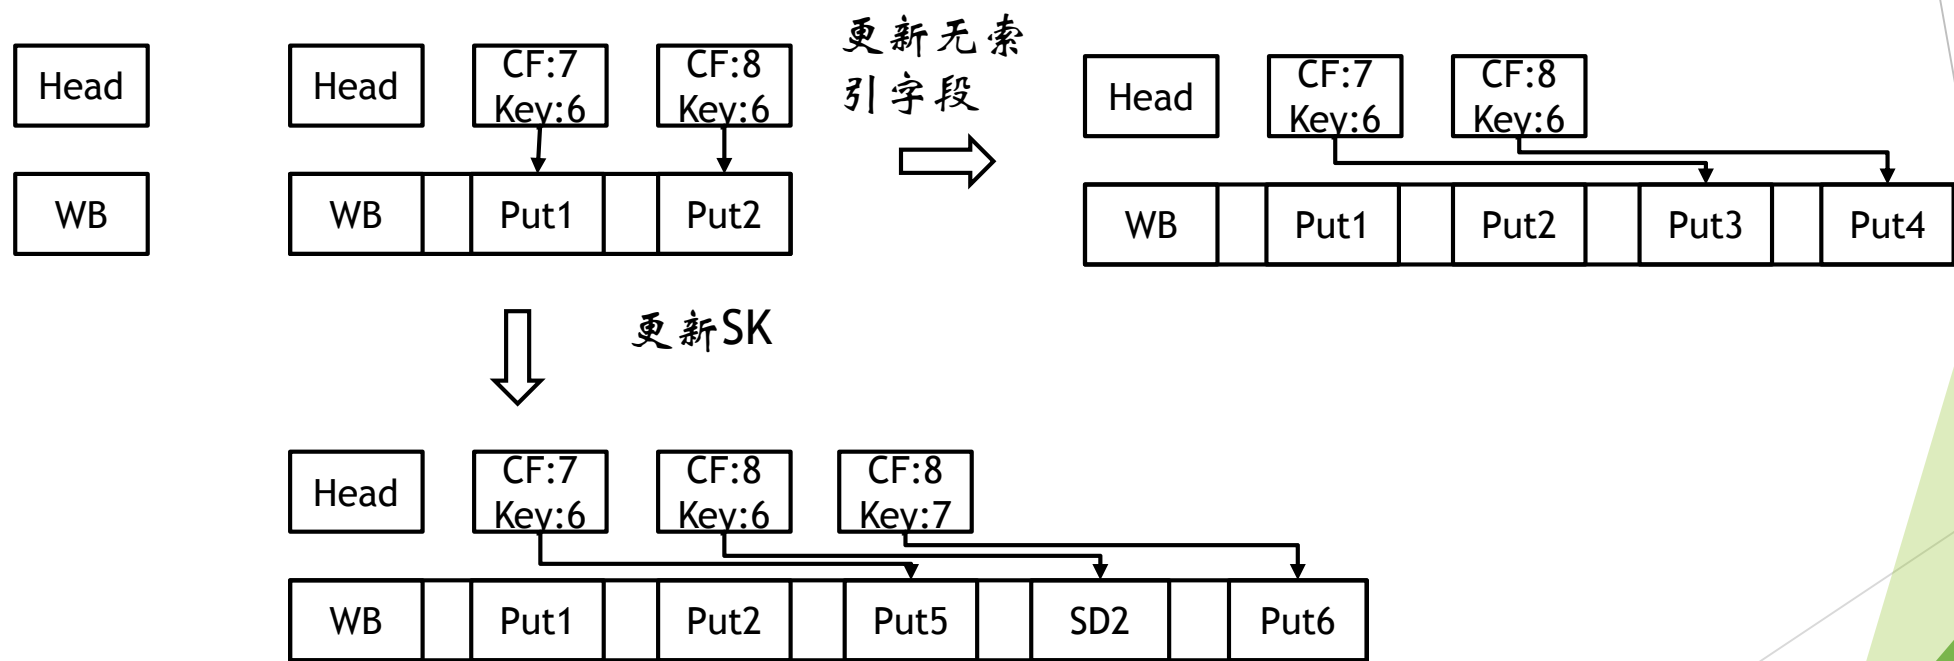 Head
WB
Head
CF:7
Key:6
CF:8
Key:6
WB
Put1
Put2
更新无索
引字段
Head
CF:7
Key:6
CF:8
Key:6
WB
Put1
Put2
Put3
Put4
更新SK
Head
CF:7
Key:6
CF:8
Key:6
CF:8
Key:7
WB
Put1
Put2
Put5
SD2
Put6